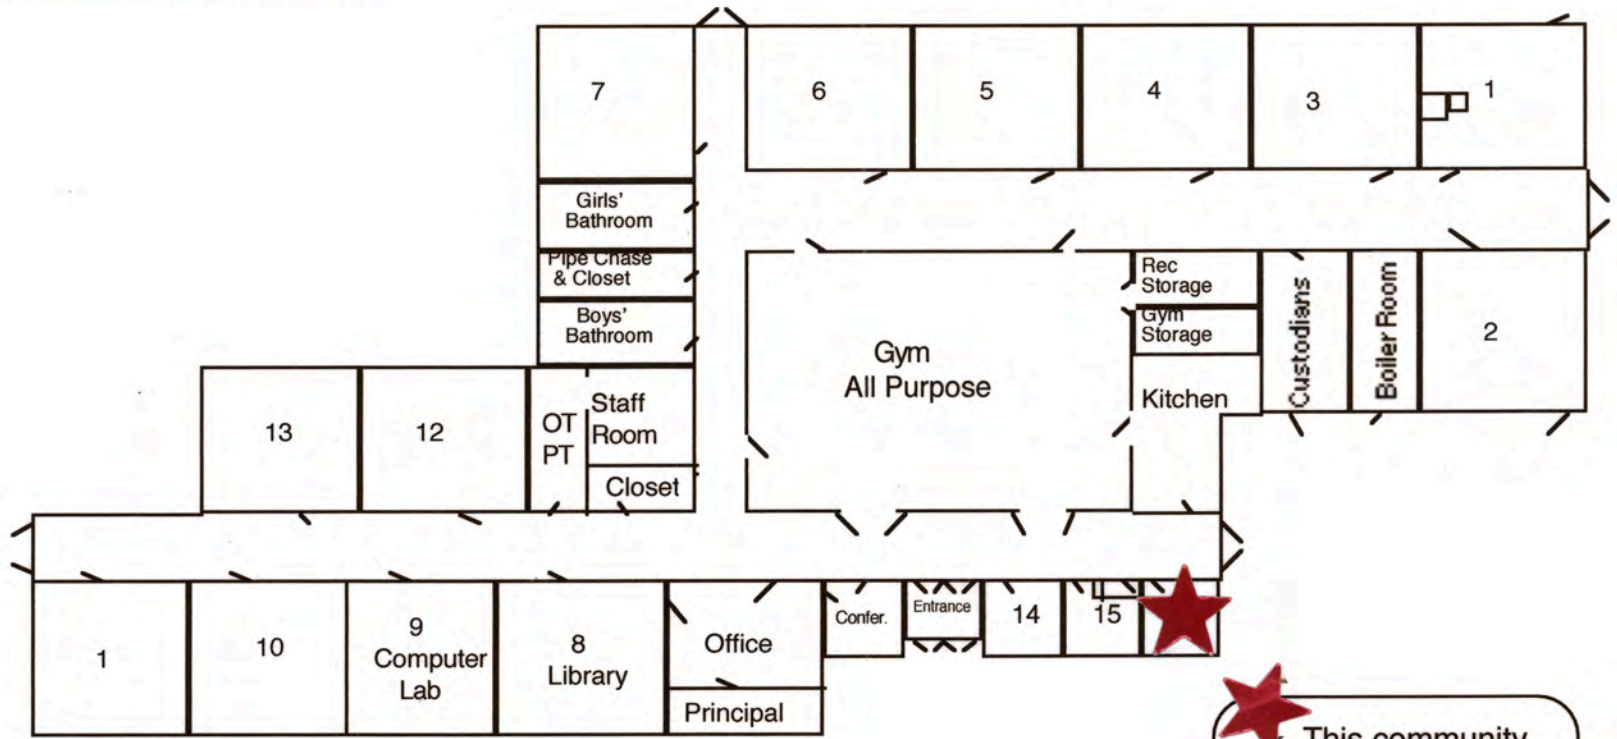 7
6
5
4
3
1
Girls'
Bathroom
Pipe Chase
& Closet
Boys'
Bathroom
Rec
Storage
Gym
Storage
Custodians
Boiler Room
2
Gym
All Purpose
Kitchen
13
12
OT
PT
Staff
Room
Closet
1
10
9
Computer
Lab
8
Library
Office
Principal
Confer.
Entrance
14
15
This community